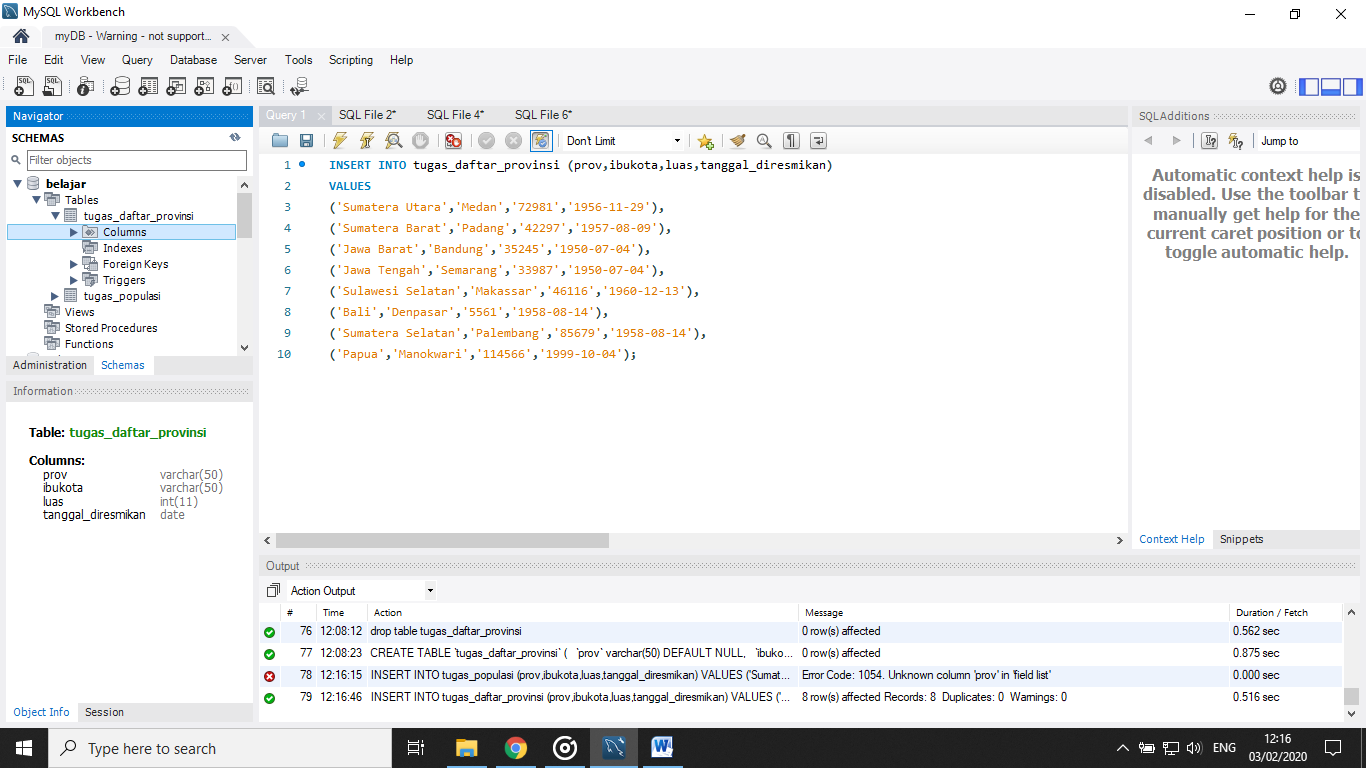 MySQL Workbench
myDB - Warning - not support...
File Edit View Query Database Server Tools Scripting Help
Navigator
SCHEMAS
Filter objects
belajar
Tables
tugas_daftar_provinsi
Columns
Indexes
Foreign Keys
Triggers
tugas_populasi
Views
Stored Procedures
Functions
Administration Schemas
Information
Table: tugas_daftar_provinsi
Columns:
prov varchar(50)
ibukota varchar(50)
luas int(11)
tanggal_diresmikan date
Object Info Session
Query 1 SQL File 2* SQL File 4* SQL File 6*
Don't Limit
1 INSERT INTO tugas_daftar_provinsi (prov,ibukota,luas,tanggal_diresmikan)
2 VALUES
3 ('Sumatera Utara','Medan','72981','1956-11-29'),
4 ('Sumatera Barat','Padang','42297','1957-08-09'),
5 ('Jawa Barat','Bandung','35245','1950-07-04'),
6 ('Jawa Tengah','Semarang','33987','1950-07-04'),
7 ('Sulawesi Selatan','Makassar','46116','1960-12-13'),
8 ('Bali','Denpasar','5561','1958-08-14'),
9 ('Sumatera Selatan','Palembang','85679','1958-08-14'),
10 ('Papua','Manokwari','114566','1999-10-04');
SQLAdditions
Jump to
Automatic context help is
disabled. Use the toolbar t
manually get help for the
current caret position or to
toggle automatic help.
Context Help Snippets
Output
Action Output
# Time Action Message Duration / Fetch
76 12:08:12 drop table tugas_daftar_provinsi 0 row(s) affected 0.562 sec
77 12:08:23 CREATE TABLE `tugas_daftar_provinsi` ( `prov` varchar(50) DEFAULT NULL, `ibuko... 0 row(s) affected 0.875 sec
78 12:16:15 INSERT INTO tugas_populasi (prov,ibukota,luas,tanggal_diresmikan) VALUES ('Sumat... Error Code: 1054. Unknown column 'prov' in 'field list' 0.000 sec
79 12:16:46 INSERT INTO tugas_daftar_provinsi (prov,ibukota,luas,tanggal_diresmikan) VALUES ('... 8 row(s) affected Records: 8 Duplicates: 0 Warnings: 0 0.516 sec
Type here to search
ENG
12:16
03/02/2020